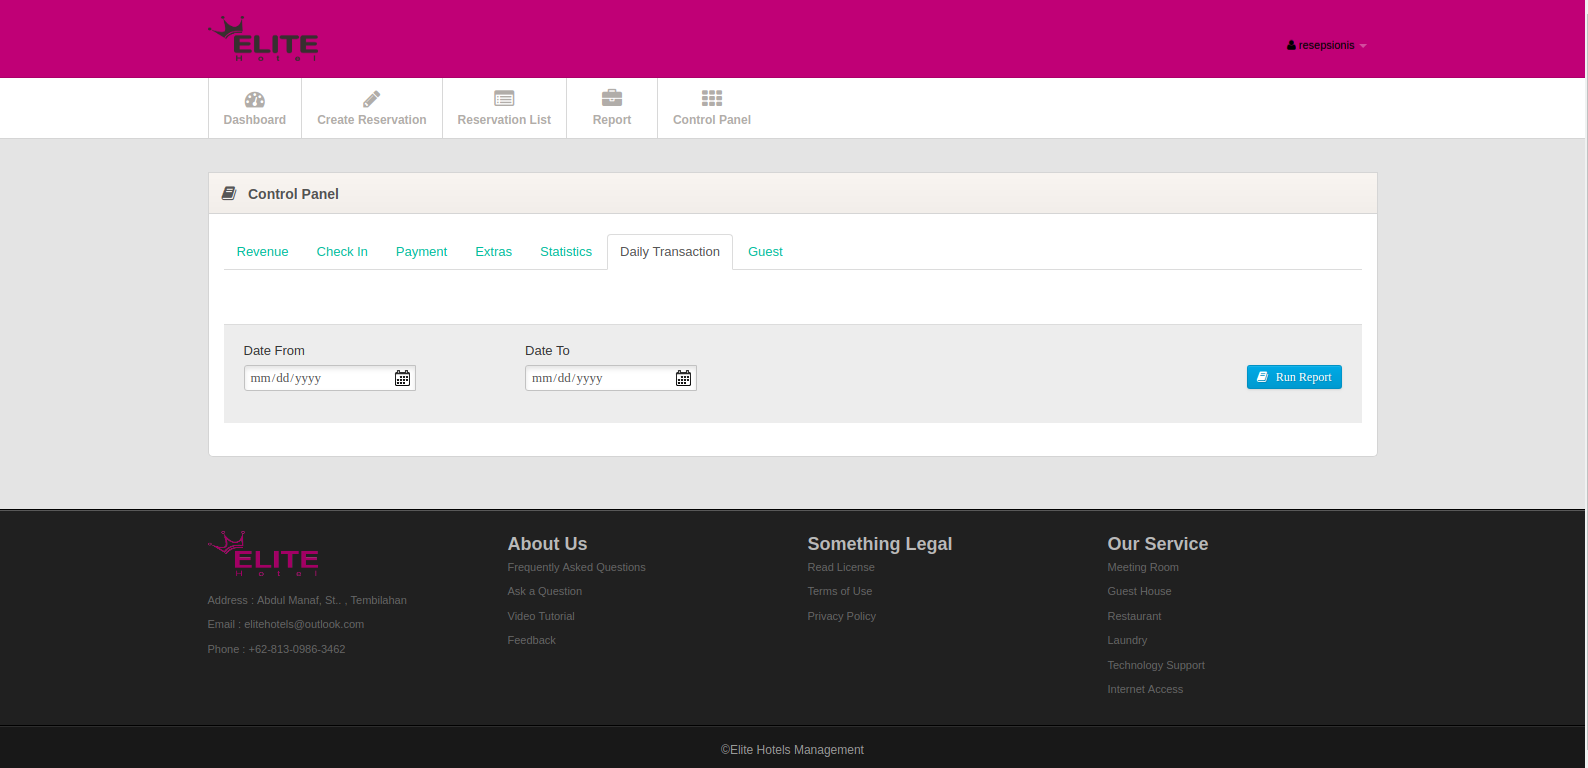 ELITE
Hotel
resepsionis
Dashboard
Create Reservation
Reservation List
Report
Control Panel
Control Panel
Revenue
Check In
Payment
Extras
Statistics
Daily Transaction
Guest
Date From
Date To
mm/dd/yyyy
mm/dd/yyyy
Run Report
ELITE
Hotel
Address : Abdul Manaf, St.. , Tembilahan
Email : elitehotels@outlook.com
Phone : +62-813-0986-3462
About Us
Frequently Asked Questions
Ask a Question
Video Tutorial
Feedback
Something Legal
Read License
Terms of Use
Privacy Policy
Our Service
Meeting Room
Guest House
Restaurant
Laundry
Technology Support
Internet Access
©Elite Hotels Management